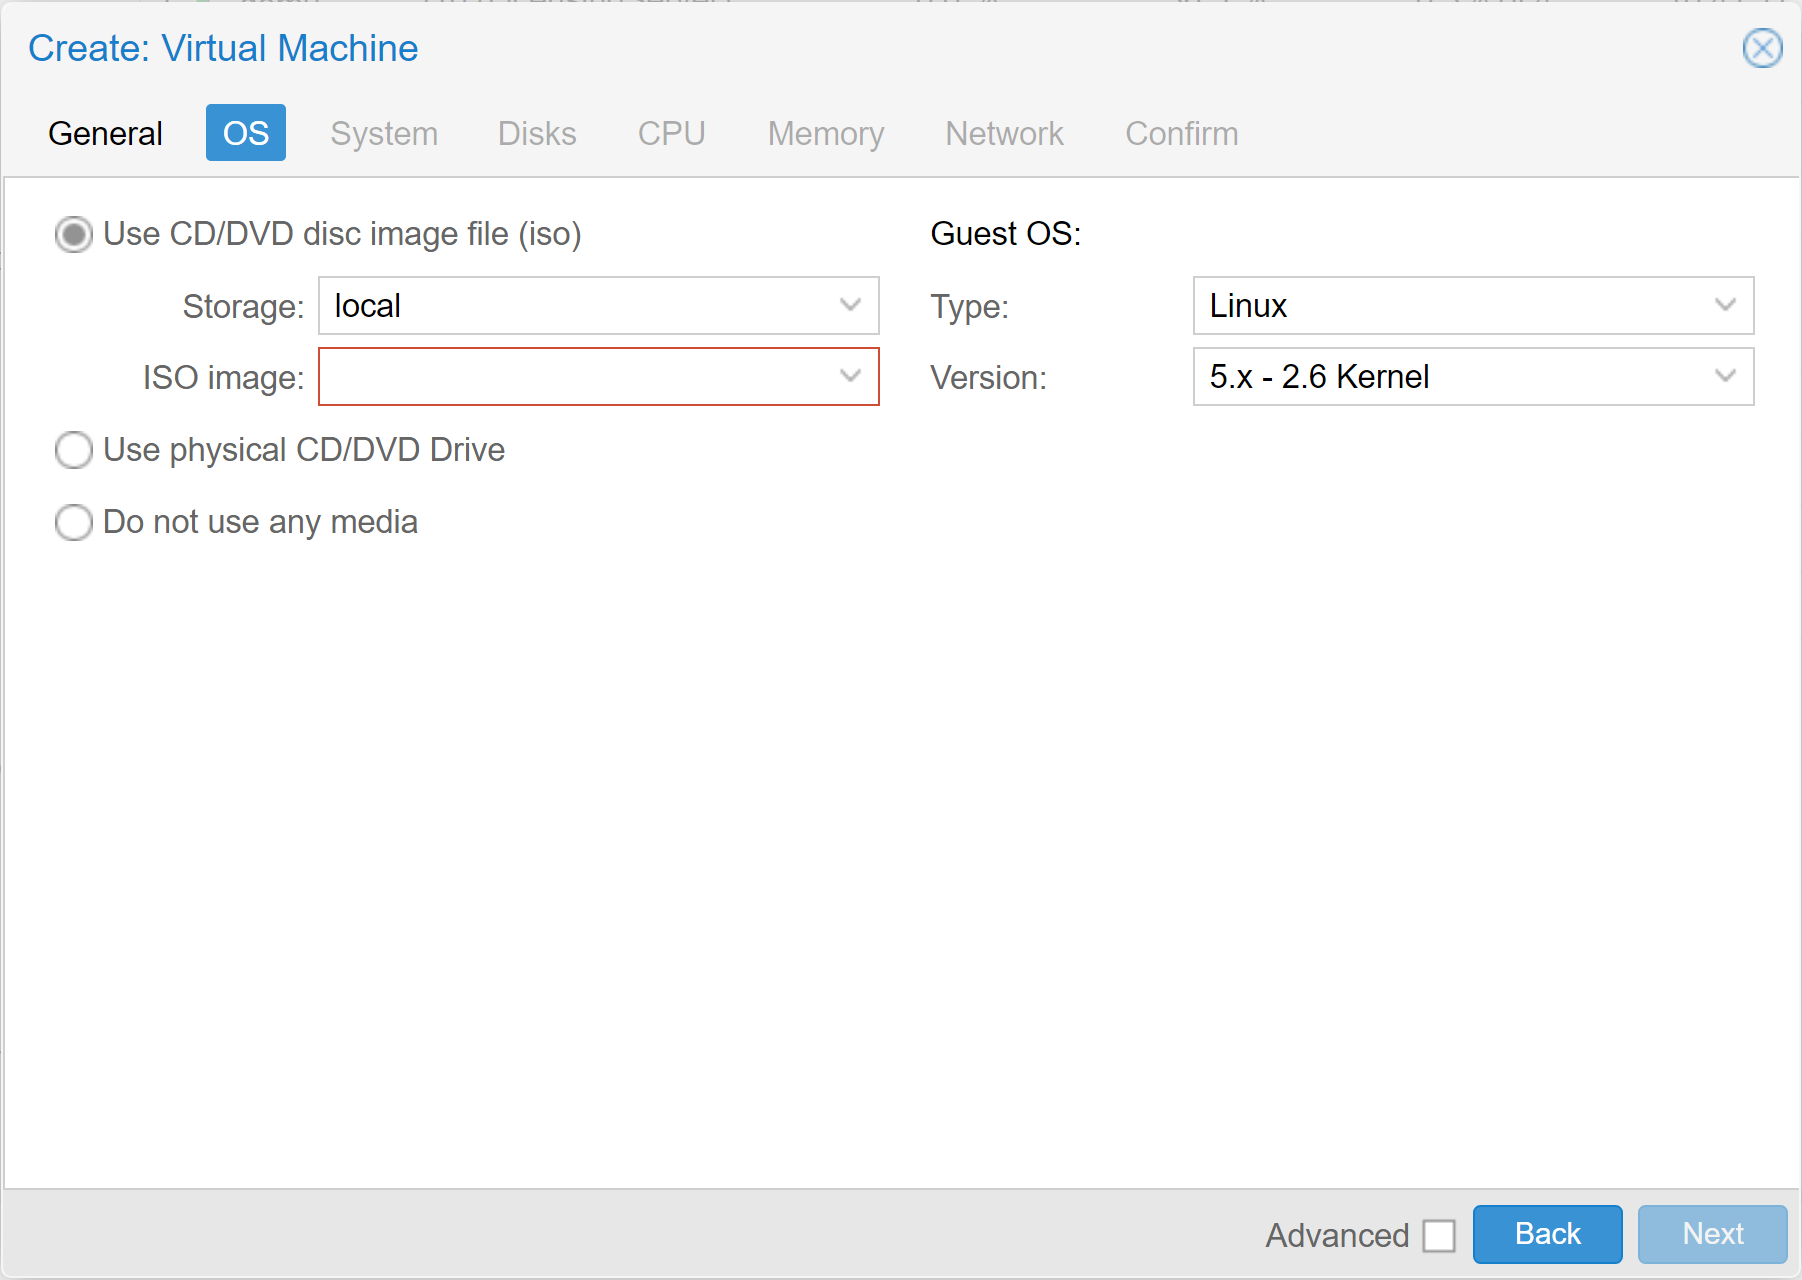 Create: Virtual Machine
General OS System Disks CPU Memory Network Confirm
Use CD/DVD disc image file (iso)
Storage: local
ISO image:
Use physical CD/DVD Drive
Do not use any media
Guest OS:
Type: Linux
Version: 5.x - 2.6 Kernel
Advanced Back Next